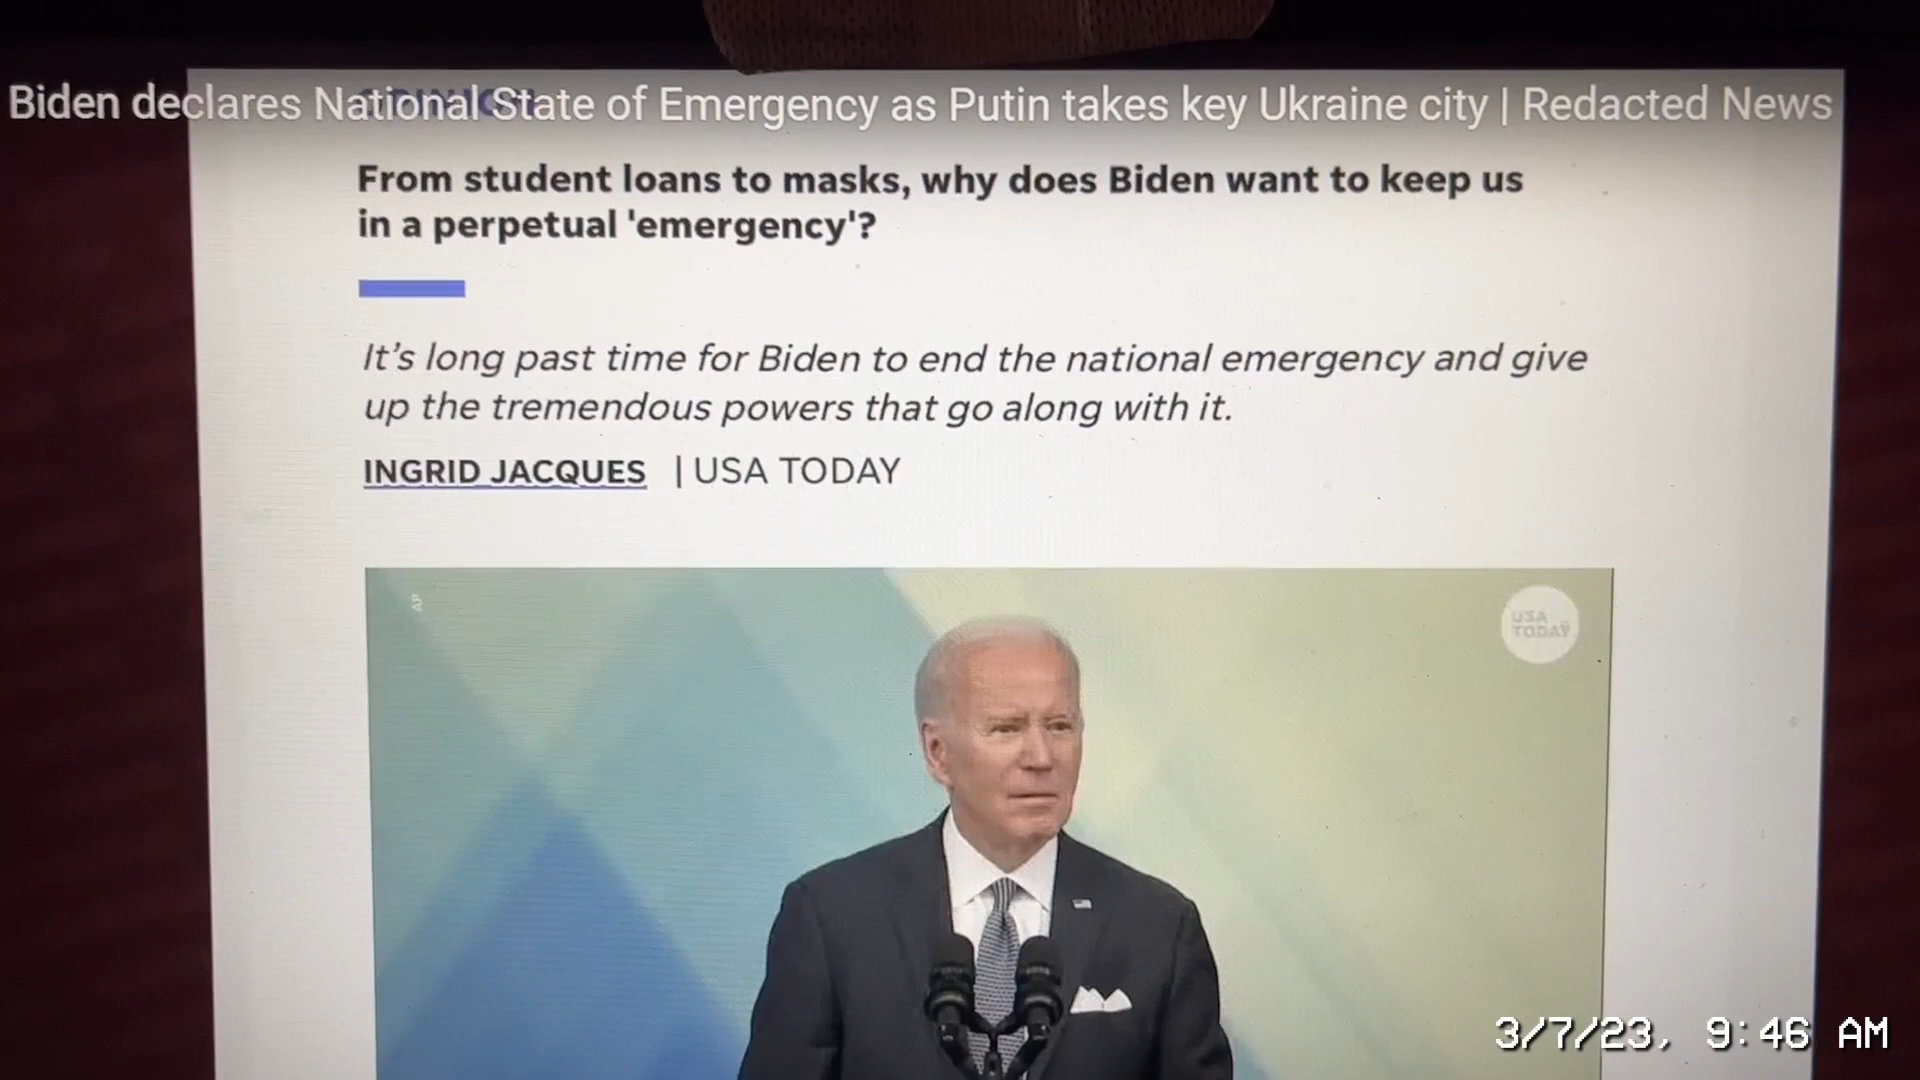 Biden declares National State of Emergency as Putin takes key Ukraine city | Redacted News
OPINION
From student loans to masks, why does Biden want to keep us
in a perpetual 'emergency'?
It's long past time for Biden to end the national emergency and give
up the tremendous powers that go along with it.
INGRID JACQUES | USA TODAY
AP
USA
TODAY
3/7/23, 9:46 AM